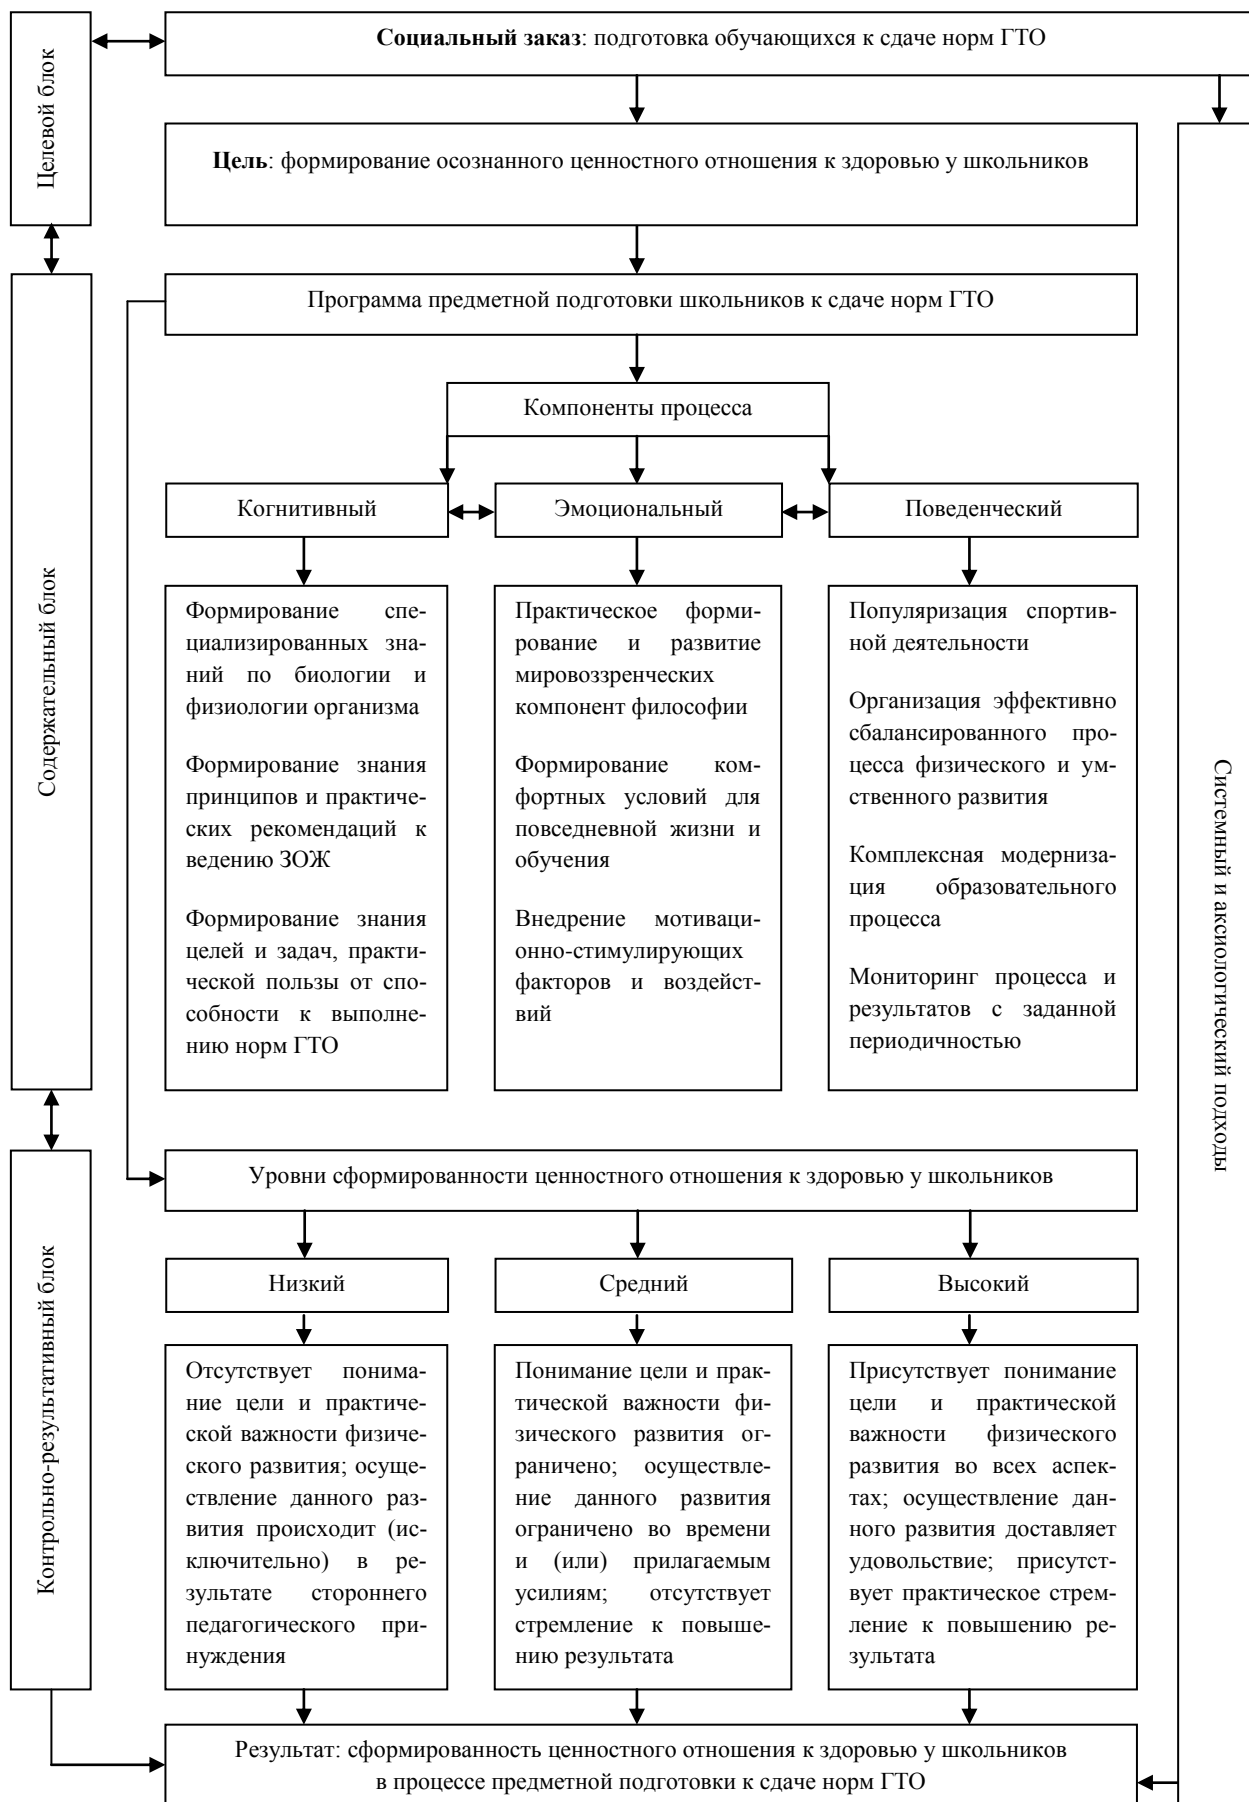 Целевой блок
Социальный заказ: подготовка обучающихся к сдаче норм ГТО
Цель: формирование осознанного ценностного отношения к здоровью у школьников
Содержательный блок
Программа предметной подготовки школьников к сдаче норм ГТО
Компоненты процесса
Когнитивный
Эмоциональный
Поведенческий
Формирование спе-
циализированных зна-
ний по биологии и
физиологии организма
Формирование знания
принципов и практиче-
ских рекомендаций к
ведению ЗОЖ
Формирование знания
целей и задач, практи-
ческой пользы от спо-
собности к выполне-
нию норм ГТО
Практическое форми-
рование и развитие
мировоззренческих
компонент философии
Формирование ком-
фортных условий для
повседневной жизни и
обучения
Внедрение мотиваци-
онно-стимулирующих
факторов и воздейст-
вий
Популяризация спортив-
ной деятельности
Организация эффективно
сбалансированного про-
цесса физического и ум-
ственного развития
Комплексная модерниза-
ция образовательного
процесса
Мониторинг процесса и
результатов с заданной
периодичностью
Системный и аксиологический подходы
Контрольно-результативный блок
Уровни сформированности ценностного отношения к здоровью у школьников
Низкий
Средний
Высокий
Отсутствует понима-
ние цели и практиче-
ской важности физиче-
ского развития; осуще-
ствление данного раз-
вития происходит (ис-
ключительно) в ре-
зультате стороннего
педагогического при-
нуждения
Понимание цели и прак-
тической важности фи-
зического развития ог-
раничено; осуществле-
ние данного развития
ограничено во времени
и (или) прилагаемым
усилиям; отсутствует
стремление к повыше-
нию результата
Присутствует понимание
цели и практической
важности физического
развития во всех аспек-
тах; осуществление дан-
ного развития доставляет
удовольствие; присутст-
вует практическое стрем-
ление к повышению ре-
зультата
Результат: сформированность ценностного отношения к здоровью у школьников
в процессе предметной подготовки к сдаче норм ГТО